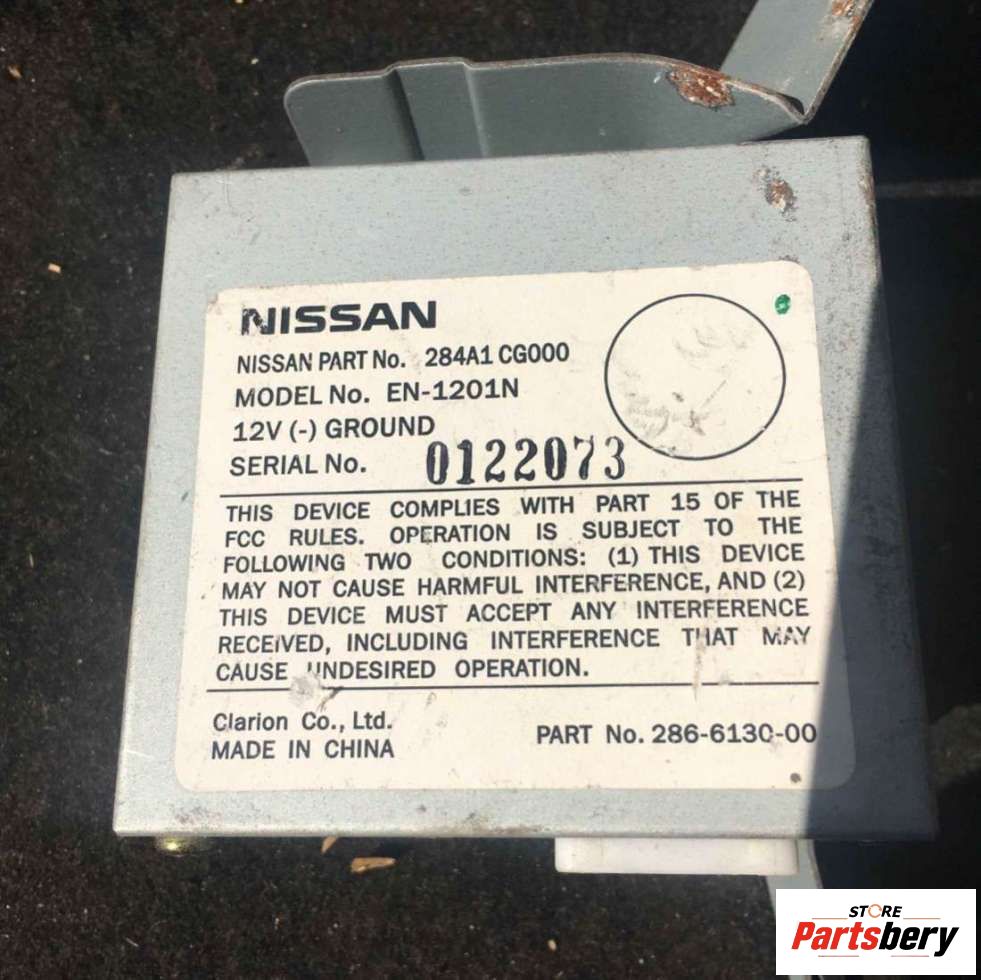 NISSAN
NISSAN PART No. 284A1 CG000
MODEL No. EN-1201N
12V (-) GROUND
SERIAL No. 0122073
THIS DEVICE COMPLIES WITH PART 15 OF THE
FCC RULES. OPERATION IS SUBJECT TO THE
FOLLOWING TWO CONDITIONS: (1) THIS DEVICE
MAY NOT CAUSE HARMFUL INTERFERENCE, AND (2)
THIS DEVICE MUST ACCEPT ANY INTERFERENCE
RECEIVED, INCLUDING INTERFERENCE THAT MAY
CAUSE UNDESIRED OPERATION.
Clarion Co., Ltd.
MADE IN CHINA
PART No. 286-6130-00
STORE
Partsbery